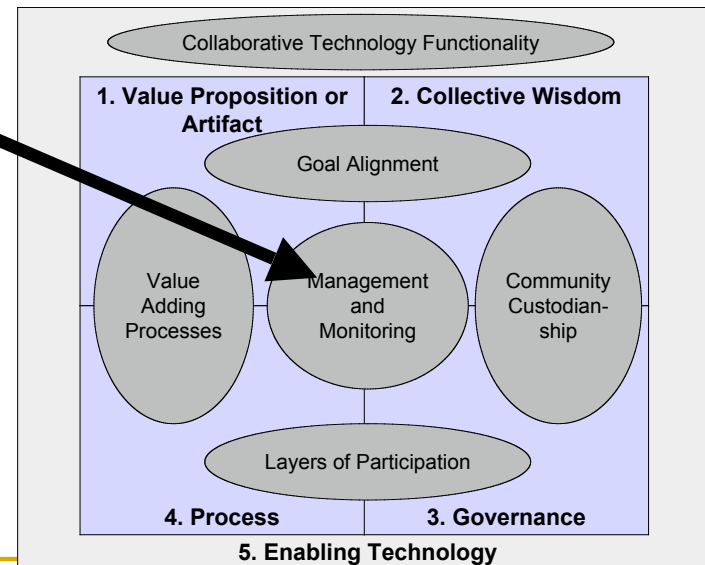 Collaborative Technology Functionality
1. Value Proposition or
Artifact
2. Collective Wisdom
Goal Alignment
Value
Adding
Processes
Management
and
Monitoring
Community
Custodian-
ship
Layers of Participation
4. Process
3. Governance
5. Enabling Technology